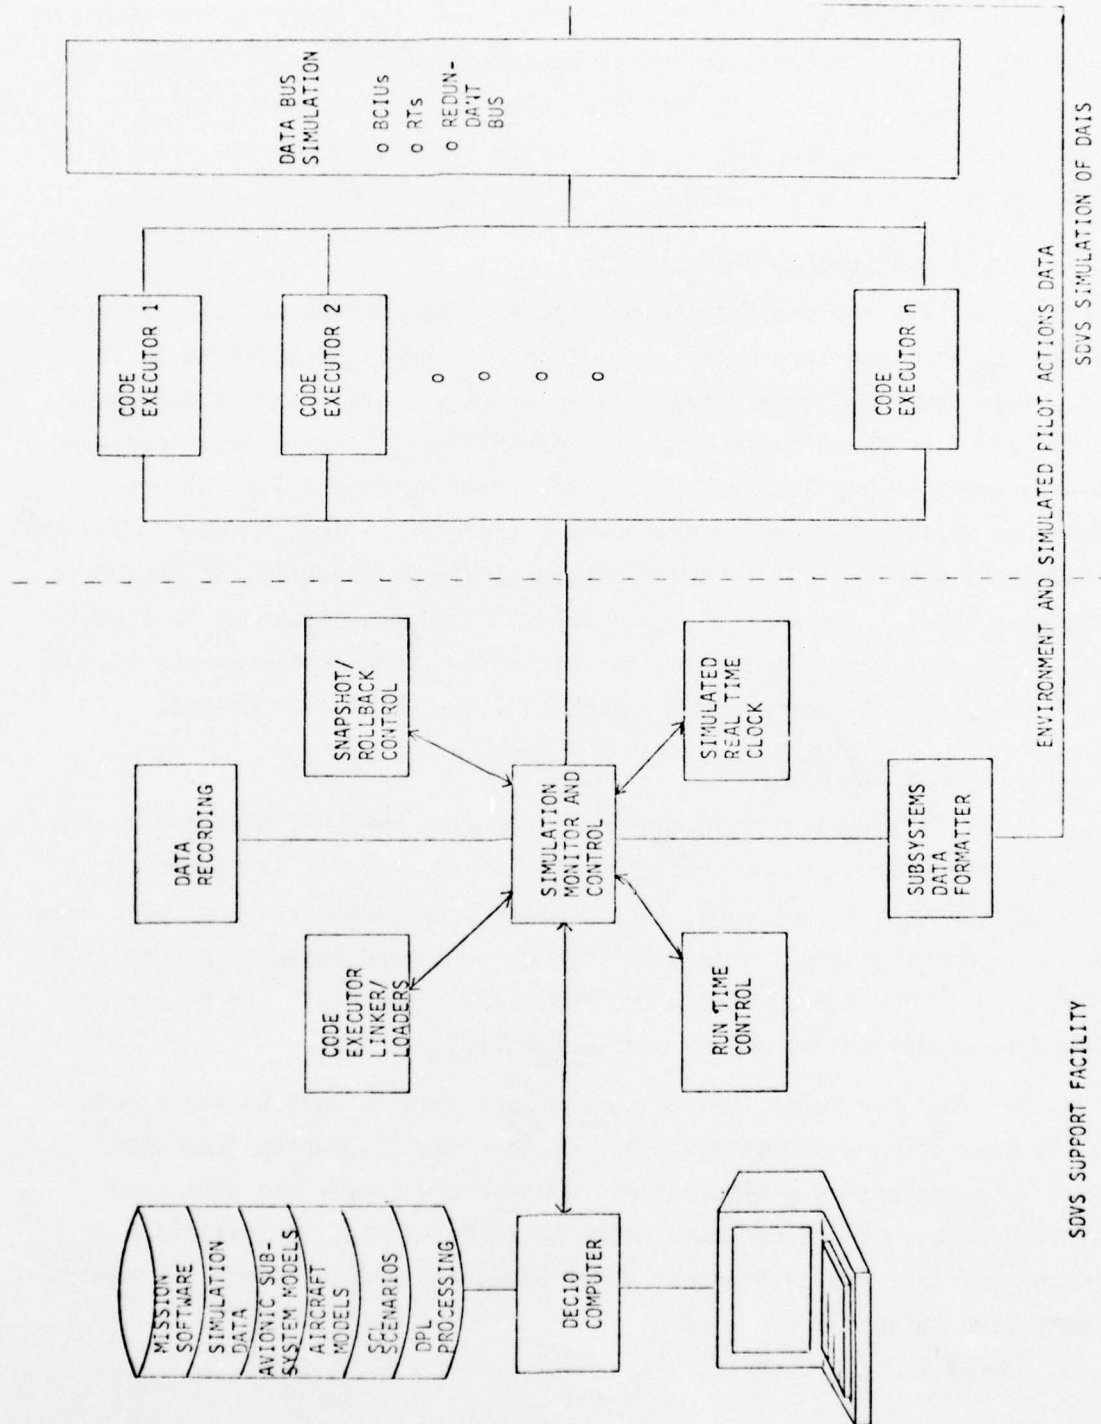 MISSION
SOFTWARE
SIMULATION
DATA
AVIONIC SUB-
SYSTEM MODELS
AIRCRAFT
MODELS
SCL
SCENARIOS
DPL
PROCESSING
DEC10
COMPUTER
CODE
EXECUTOR
LINKER/
LOADERS
DATA
RECORDING
SNAPSHOT/
ROLLBACK
CONTROL
SIMULATION
MONITOR AND
CONTROL
RUN TIME
CONTROL
SIMULATED
REAL TIME
CLOCK
SUBSYSTEMS
DATA
FORMATTER
CODE
EXECUTOR 1
CODE
EXECUTOR 2
o
o
o
o
CODE
EXECUTOR n
DATA BUS
SIMULATION
o BCIUs
o RTs
o REDUN-
DANT
BUS
ENVIRONMENT AND SIMULATED PILOT ACTIONS DATA
SDVS SUPPORT FACILITY
SDVS SIMULATION OF DAIS